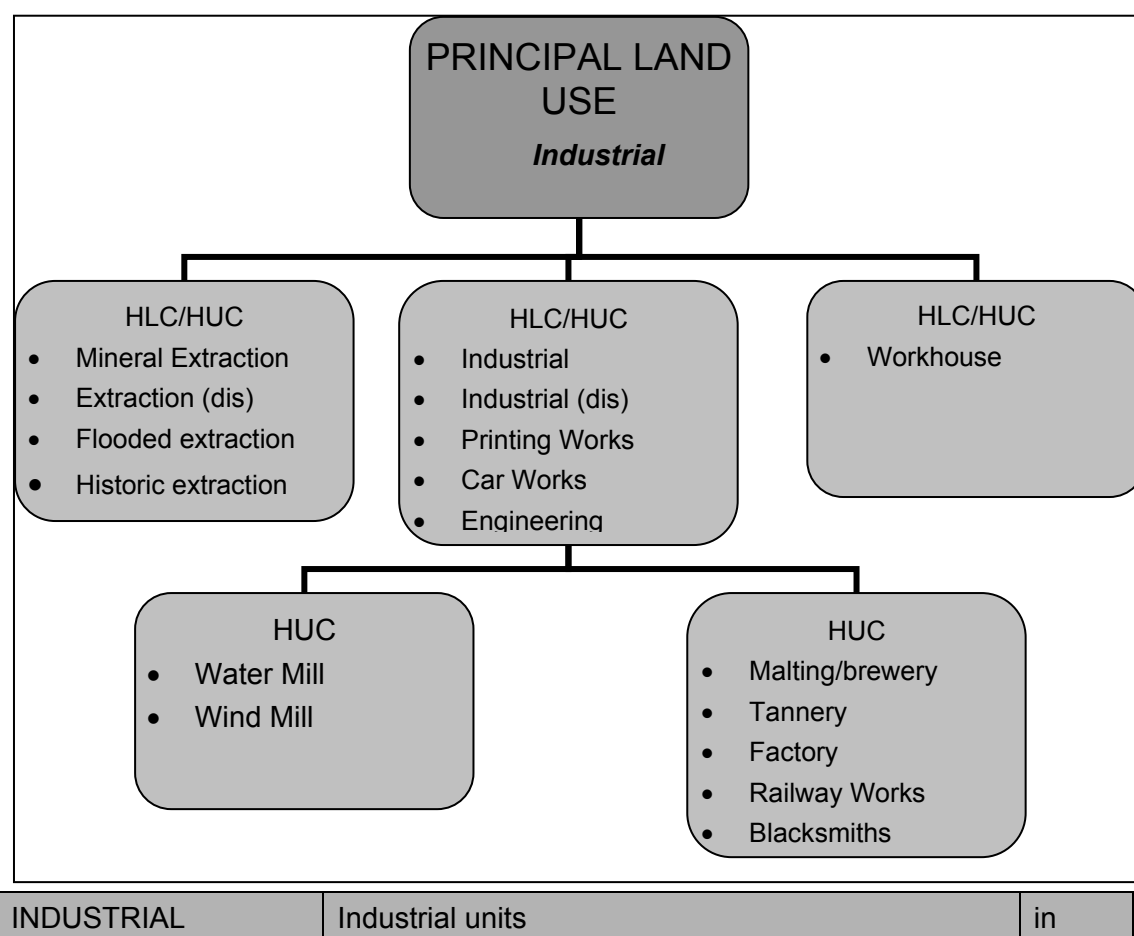 PRINCIPAL LAND
USE
Industrial
HLC/HUC
• Mineral Extraction
• Extraction (dis)
• Flooded extraction
• Historic extraction
HLC/HUC
• Industrial
• Industrial (dis)
• Printing Works
• Car Works
• Engineering
HLC/HUC
• Workhouse
HUC
• Water Mill
• Wind Mill
HUC
• Malting/brewery
• Tannery
• Factory
• Railway Works
• Blacksmiths
INDUSTRIAL Industrial units in